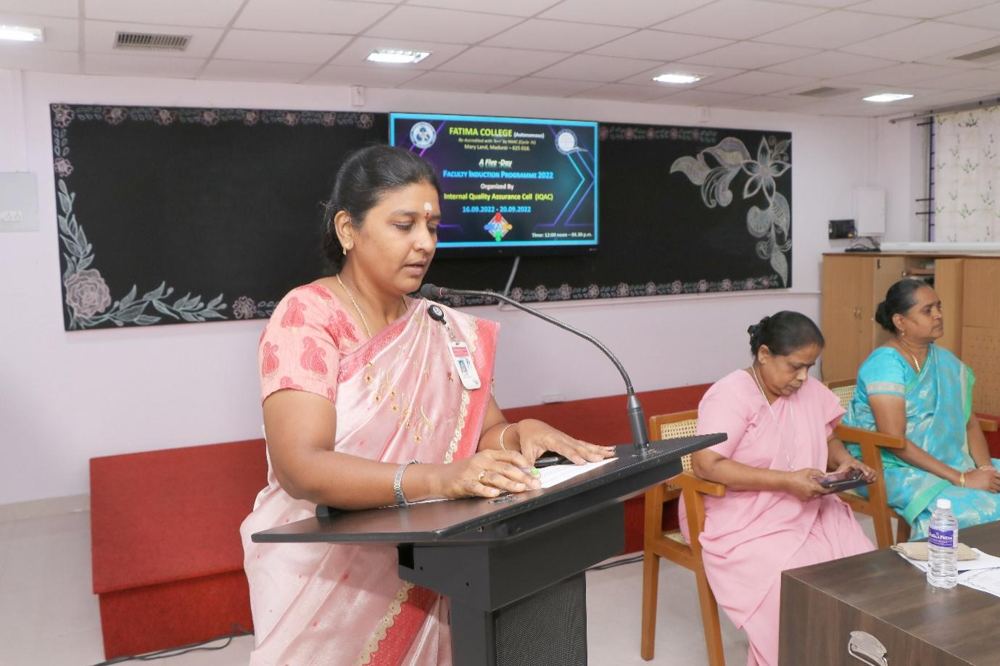 FATIMA COLLEGE (Autonomous)
Re-Accredited with "A++" by NAAC (Cycle- IV)
Mary Land, Madurai – 625 018.
A Five -Day
FACULTY INDUCTION PROGRAMME 2022
Organized By
Internal Quality Assurance Cell (IQAC)
16.09.2022 - 20.09.2022
Time: 12:00 noon – 04.30 p.m.